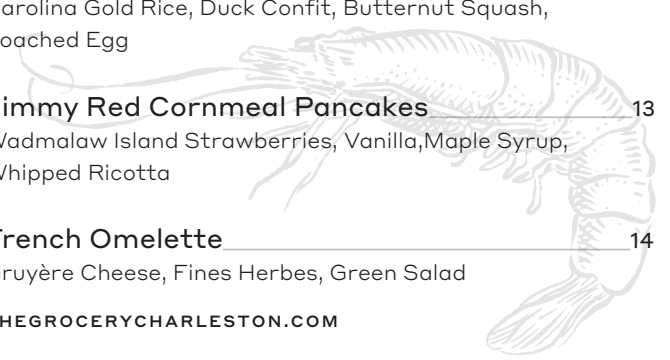 arolina Gold Rice, Duck Confit, Butternut Squash,
oached Egg
immy Red Cornmeal Pancakes 13
Wadmalaw Island Strawberries, Vanilla,Maple Syrup,
Whipped Ricotta
French Omelette 14
ruyère Cheese, Fines Herbes, Green Salad
HEGROCERYCHARLESTON.COM